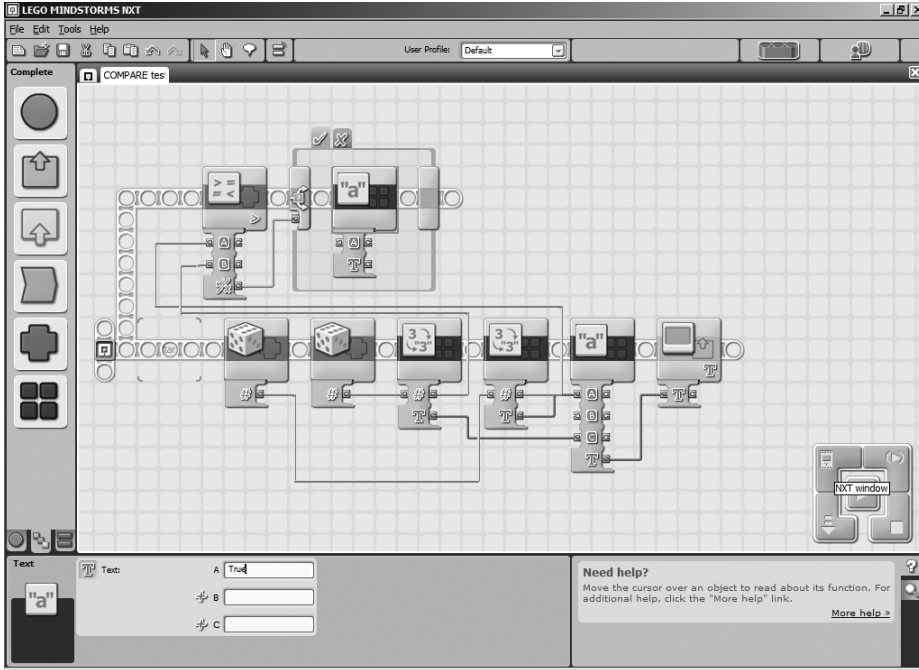 LEGO MINDSTORMS NXT
File Edit Tools Help
User Profile: Default
Complete
COMPARE tes
> =
= <
"a"
>
A
B
A
T
3
"3"
3
"3"
"a"
T
#
#
#
T
#
T
A
B
C
T
T
NXT window
Text
"a"
T Text: A True
B
C
Need help?
Move the cursor over an object to read about its function. For
additional help, click the "More help" link.
More help »
?